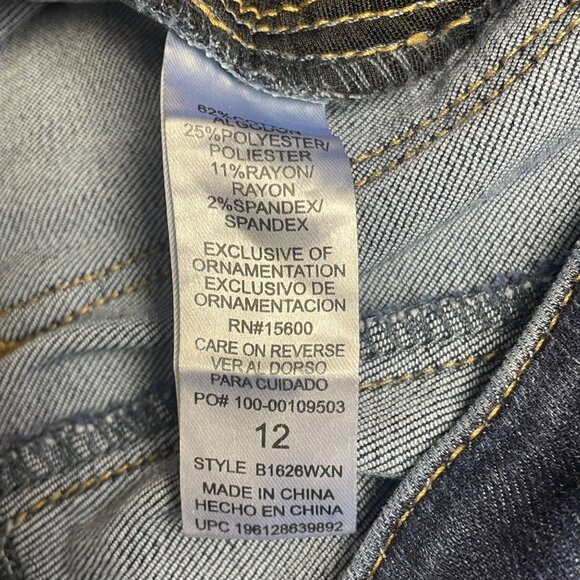 62%
ALGODON
25%POLYESTER/
POLIESTER
11%RAYON/
RAYON
2%SPANDEX/
SPANDEX
EXCLUSIVE OF
ORNAMENTATION
EXCLUSIVO DE
ORNAMENTACION
RN#15600
CARE ON REVERSE
VER AL DORSO
PARA CUIDADO
PO# 100-00109503
12
STYLE B1626WXN
MADE IN CHINA
HECHO EN CHINA
UPC 196128639892